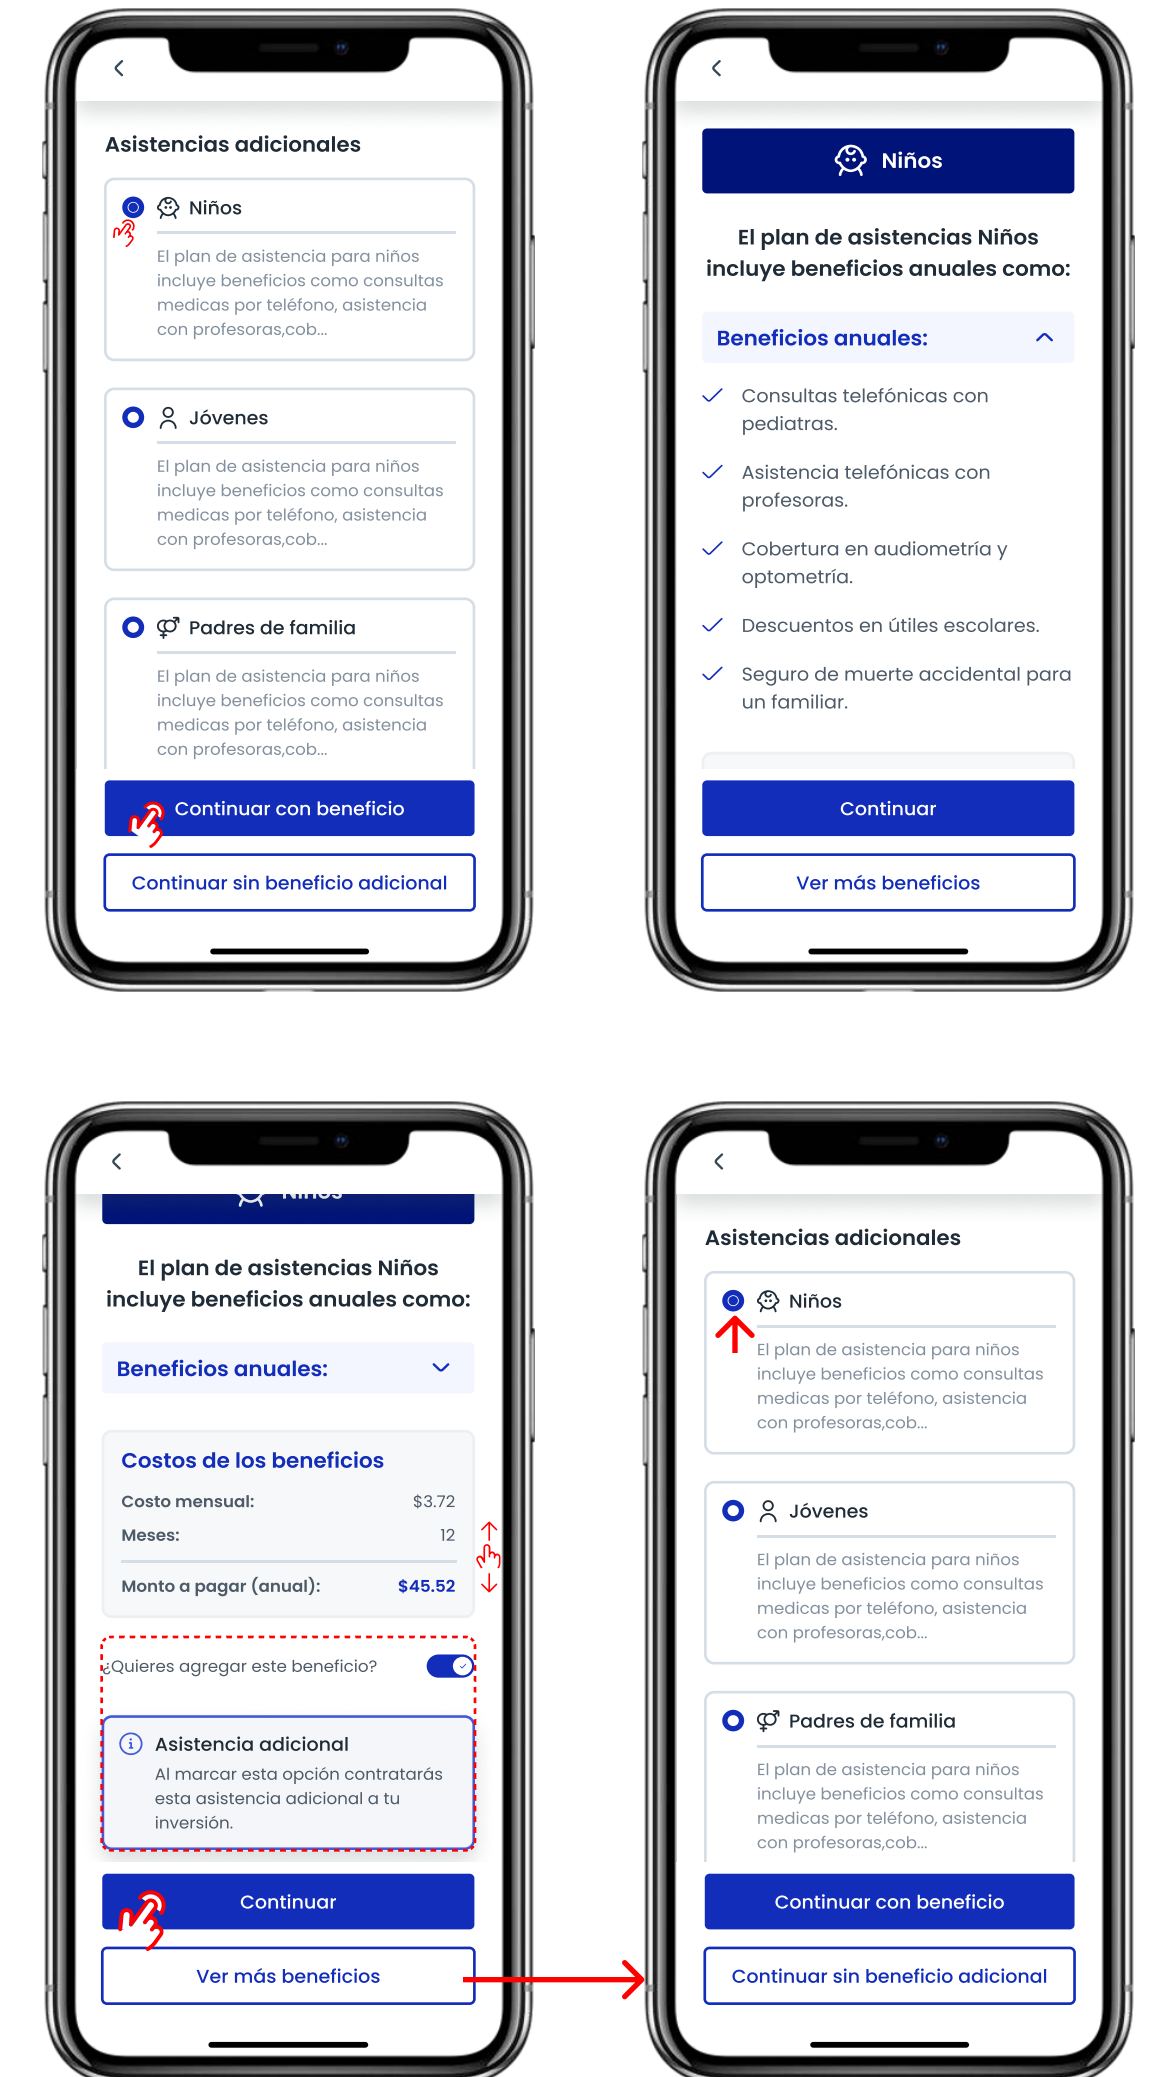 Asistencias adicionales
Niños
El plan de asistencia para niños
incluye beneficios como consultas
medicas por teléfono, asistencia
con profesoras,cob...
Jóvenes
El plan de asistencia para niños
incluye beneficios como consultas
medicas por teléfono, asistencia
con profesoras,cob...
Padres de familia
El plan de asistencia para niños
incluye beneficios como consultas
medicas por teléfono, asistencia
con profesoras,cob...
Continuar con beneficio
Continuar sin beneficio adicional
Niños
El plan de asistencias Niños
incluye beneficios anuales como:
Beneficios anuales:
Consultas telefónicas con
pediatras.
Asistencia telefónicas con
profesoras.
Cobertura en audiometría y
optometría.
Descuentos en útiles escolares.
Seguro de muerte accidental para
un familiar.
Continuar
Ver más beneficios
Niños
El plan de asistencias Niños
incluye beneficios anuales como:
Beneficios anuales:
Costos de los beneficios
Costo mensual: $3.72
Meses: 12
Monto a pagar (anual): $45.52
¿Quieres agregar este beneficio?
Asistencia adicional
Al marcar esta opción contratarás
esta asistencia adicional a tu
inversión.
Continuar
Ver más beneficios
Asistencias adicionales
Niños
El plan de asistencia para niños
incluye beneficios como consultas
medicas por teléfono, asistencia
con profesoras,cob...
Jóvenes
El plan de asistencia para niños
incluye beneficios como consultas
medicas por teléfono, asistencia
con profesoras,cob...
Padres de familia
El plan de asistencia para niños
incluye beneficios como consultas
medicas por teléfono, asistencia
con profesoras,cob...
Continuar con beneficio
Continuar sin beneficio adicional